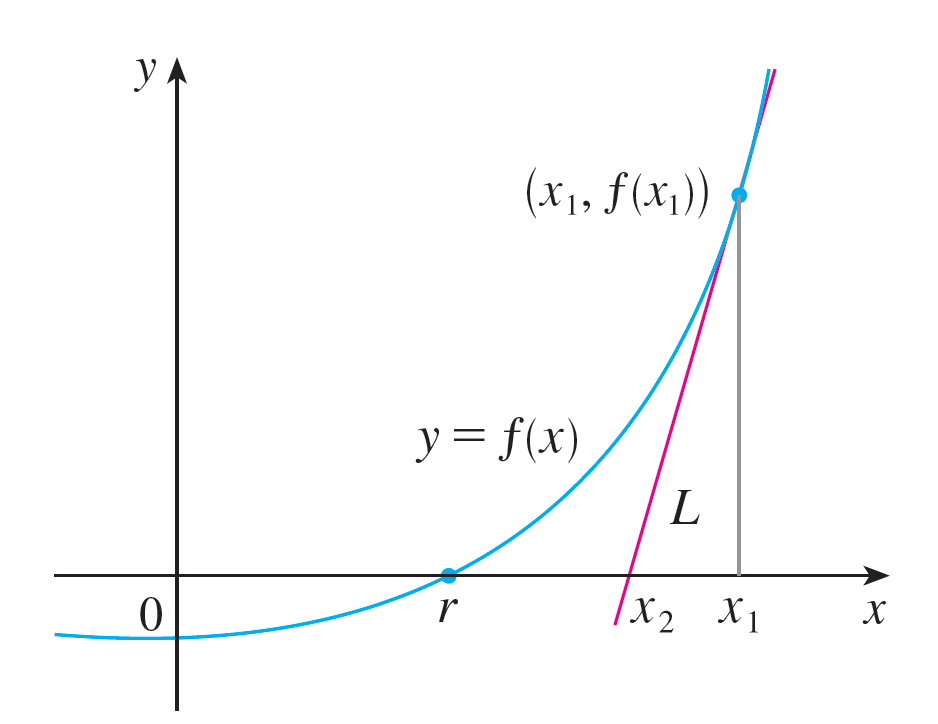 y
(x₁, f(x₁))
y = f(x)
L
0
r
x₂
x₁
x